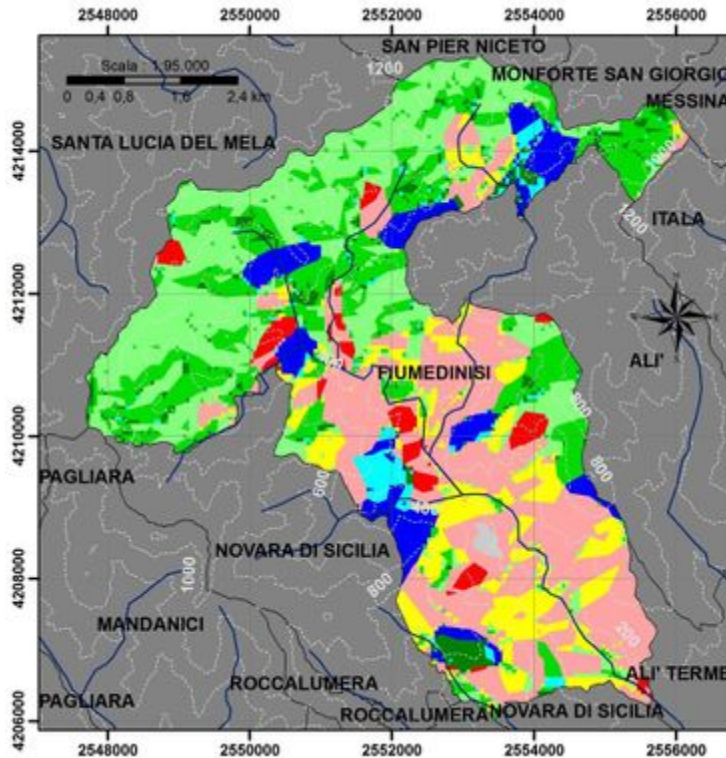 2548000 2550000 2552000 2554000 2556000
SAN PIER NICETO
Scala : 1:95.000
1200
MONFORTE SAN GIORGIO
0 0,4 0,8 1,6 2,4 km
MESSINA
SANTA LUCIA DEL MELA
4214000
1000
1200
ITALA
4212000
ALI'
FIUMEDINISI
800
4210000
PAGLIARA
600
800
400
NOVARA DI SICILIA
4208000
1000
800
MANDANICI
200
ROCCALUMERA
ALI' TERME
PAGLIARA
ROCCALUMERA
NOVARA DI SICILIA
4206000
2548000 2550000 2552000 2554000 2556000